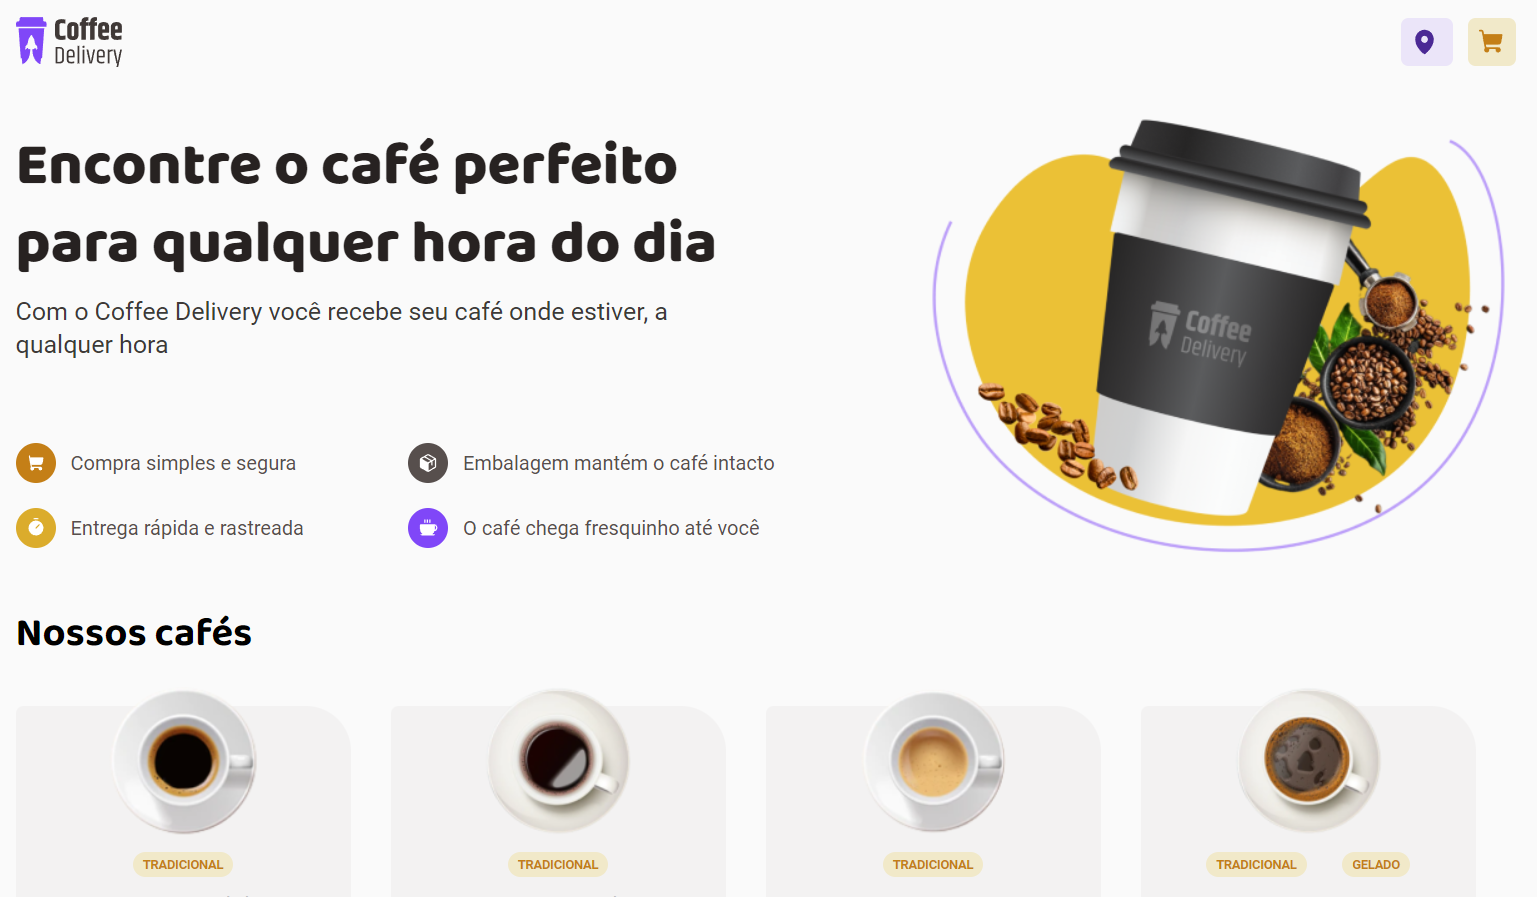 Coffee
Delivery
Encontre o café perfeito
para qualquer hora do dia
Com o Coffee Delivery você recebe seu café onde estiver, a
qualquer hora
Compra simples e segura
Embalagem mantém o café intacto
Entrega rápida e rastreada
O café chega fresquinho até você
Coffee
Delivery
Nossos cafés
TRADICIONAL
TRADICIONAL
TRADICIONAL
TRADICIONAL
GELADO